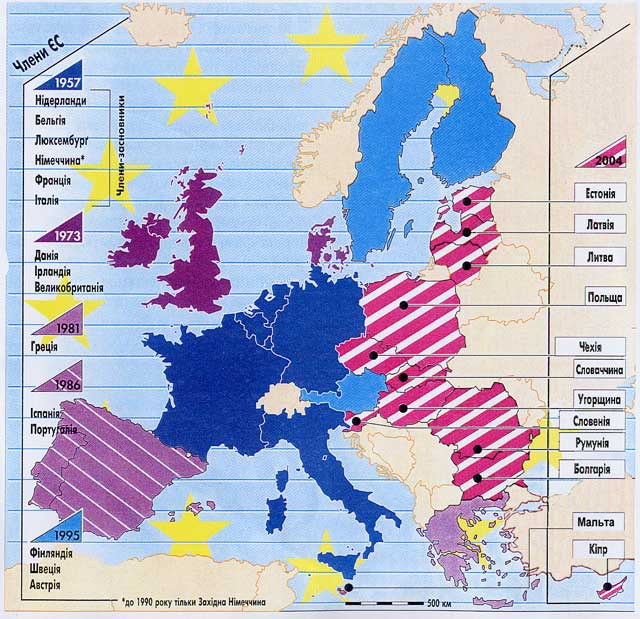 Члени ЄС
1957
Нідерланди
Бельгія
Люксембурґ
Німеччина*
Франція
Італія
Члени-засновники
1973
Данія
Ірландія
Великобританія
1981
Греція
1986
Іспанія
Португалія
1995
Фінляндія
Швеція
Австрія
2004
Естонія
Латвія
Литва
Польща
Чехія
Словаччина
Угорщина
Словенія
Румунія
Болгарія
Мальта
Кіпр
*до 1990 року тільки Західна Німеччина
500 км